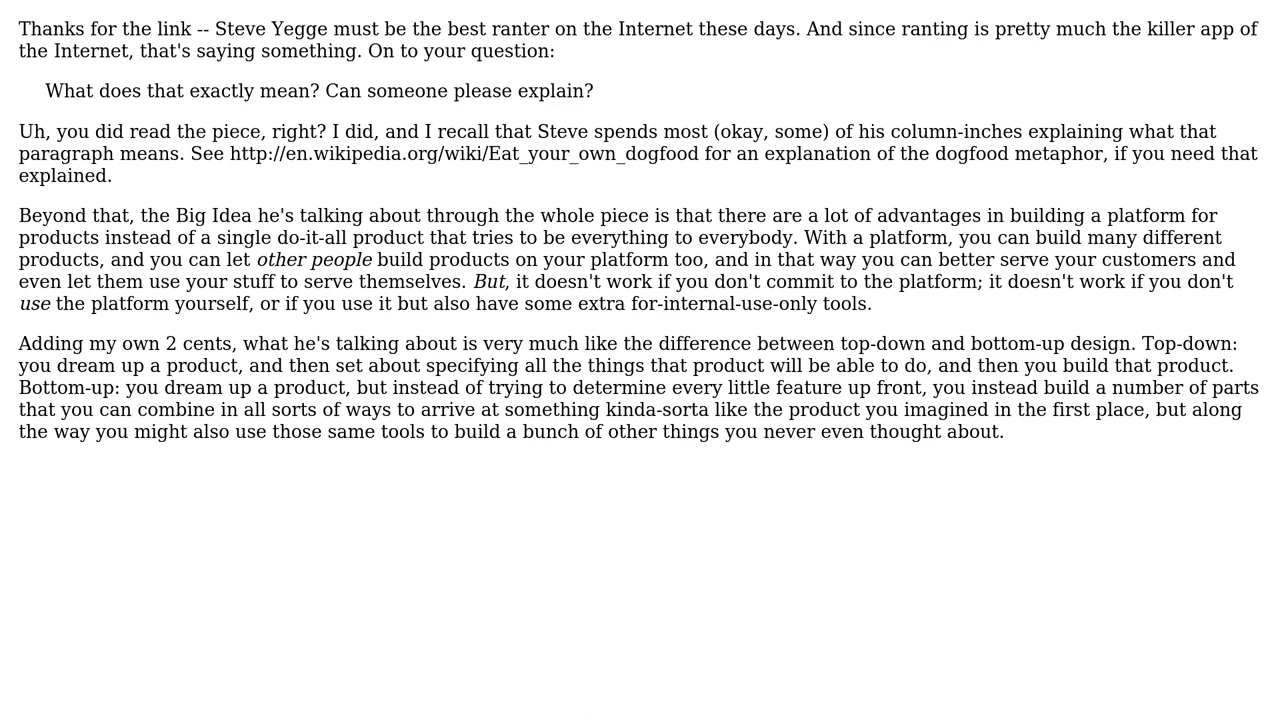 Thanks for the link -- Steve Yegge must be the best ranter on the Internet these days. And since ranting is pretty much the killer app of
the Internet, that's saying something. On to your question:
What does that exactly mean? Can someone please explain?
Uh, you did read the piece, right? I did, and I recall that Steve spends most (okay, some) of his column-inches explaining what that
paragraph means. See http://en.wikipedia.org/wiki/Eat_your_own_dogfood for an explanation of the dogfood metaphor, if you need that
explained.
Beyond that, the Big Idea he's talking about through the whole piece is that there are a lot of advantages in building a platform for
products instead of a single do-it-all product that tries to be everything to everybody. With a platform, you can build many different
products, and you can let other people build products on your platform too, and in that way you can better serve your customers and
even let them use your stuff to serve themselves. But, it doesn't work if you don't commit to the platform; it doesn't work if you don't
use the platform yourself, or if you use it but also have some extra for-internal-use-only tools.
Adding my own 2 cents, what he's talking about is very much like the difference between top-down and bottom-up design. Top-down:
you dream up a product, and then set about specifying all the things that product will be able to do, and then you build that product.
Bottom-up: you dream up a product, but instead of trying to determine every little feature up front, you instead build a number of parts
that you can combine in all sorts of ways to arrive at something kinda-sorta like the product you imagined in the first place, but along
the way you might also use those same tools to build a bunch of other things you never even thought about.